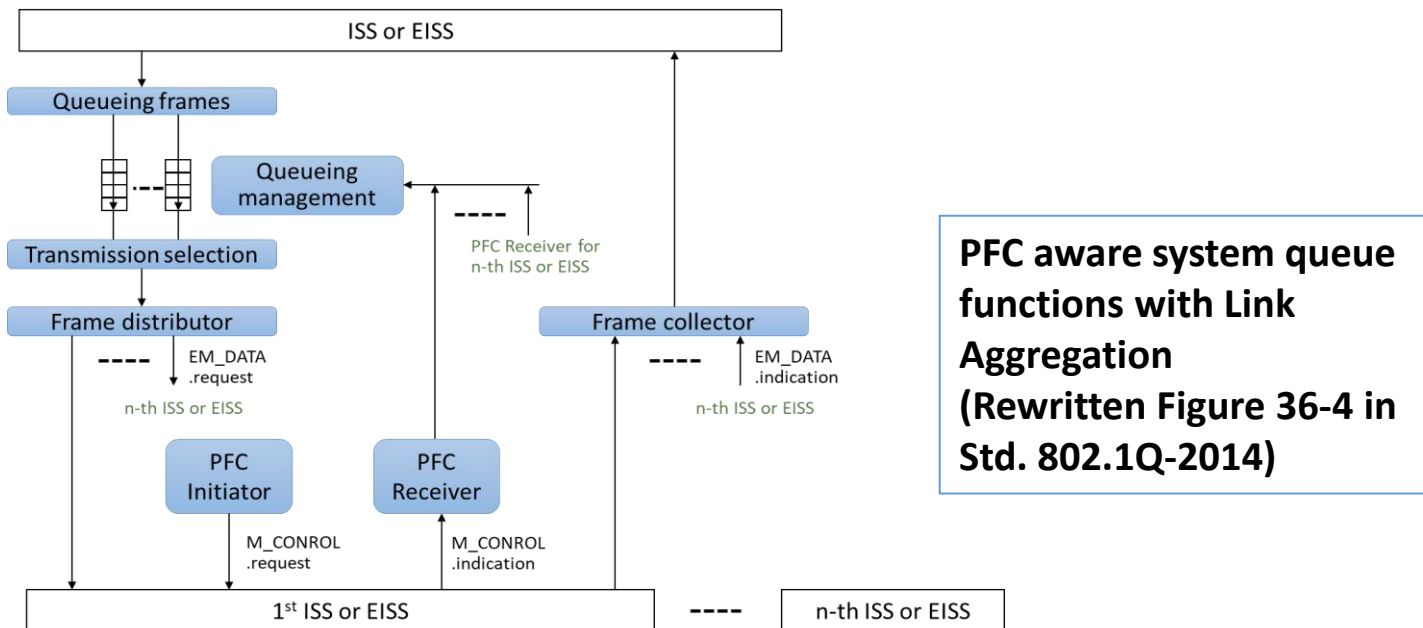 ISS or EISS
Queueing frames
Queueing
management
PFC Receiver for
n-th ISS or EISS
Transmission selection
Frame distributor
EM_DATA
.request
n-th ISS or EISS
Frame collector
EM_DATA
.indication
n-th ISS or EISS
PFC
Initiator
PFC
Receiver
M_CONROL
.request
M_CONROL
.indication
1st ISS or EISS
n-th ISS or EISS
PFC aware system queue
functions with Link
Aggregation
(Rewritten Figure 36-4 in
Std. 802.1Q-2014)